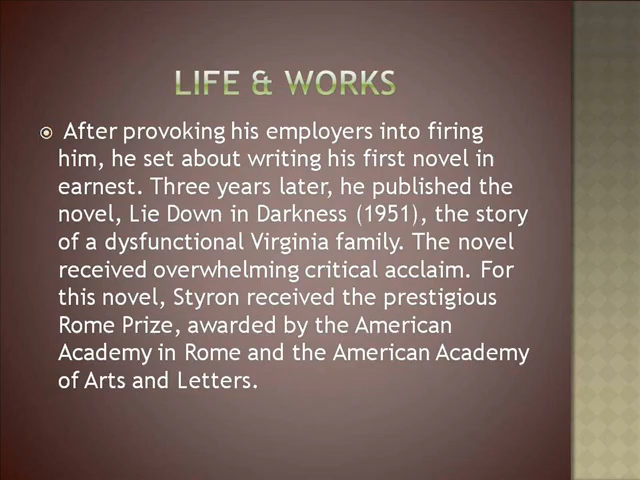 LIFE & WORKS
After provoking his employers into firing
him, he set about writing his first novel in
earnest. Three years later, he published the
novel, Lie Down in Darkness (1951), the story
of a dysfunctional Virginia family. The novel
received overwhelming critical acclaim. For
this novel, Styron received the prestigious
Rome Prize, awarded by the American
Academy in Rome and the American Academy
of Arts and Letters.